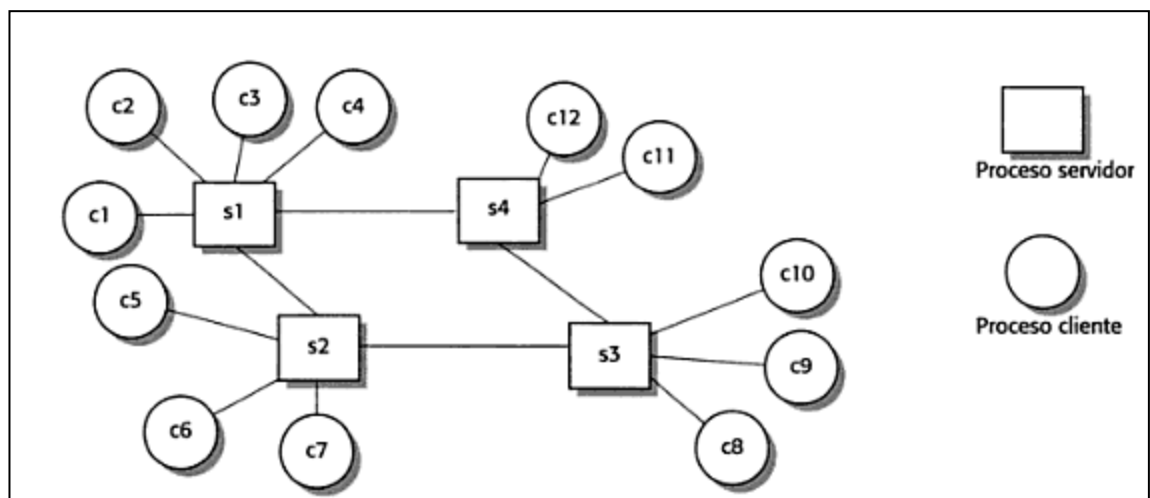 c2
c3
c4
c12
c11
c1
s1
s4
Proceso servidor
c5
c10
s2
s3
c9
Proceso cliente
c6
c7
c8